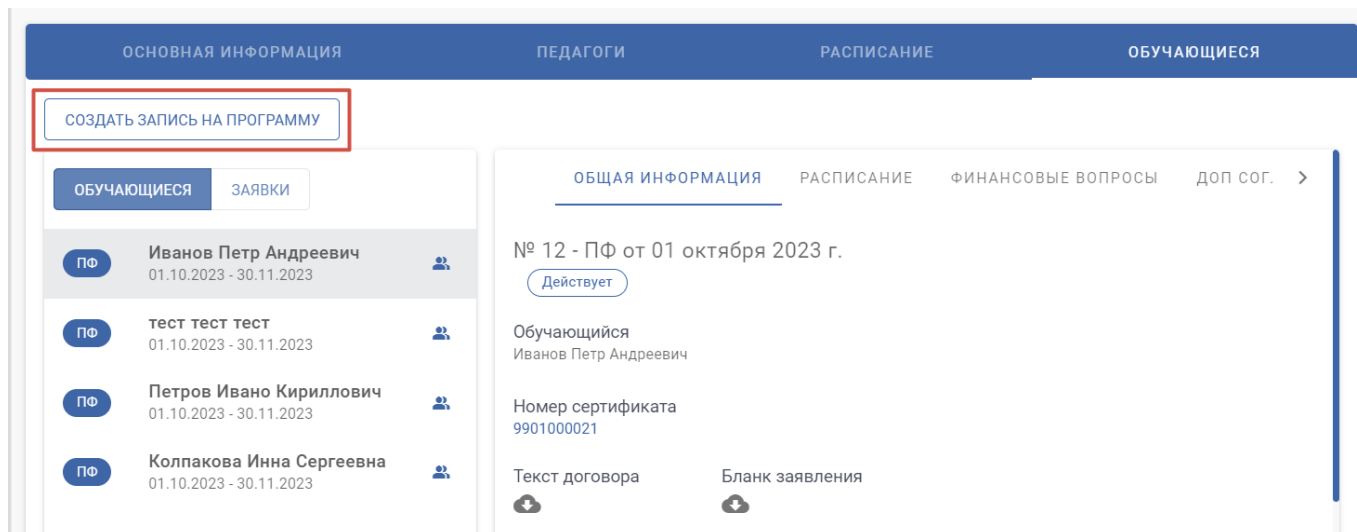 ОСНОВНАЯ ИНФОРМАЦИЯ ПЕДАГОГИ РАСПИСАНИЕ ОБУЧАЮЩИЕСЯ
СОЗДАТЬ ЗАПИСЬ НА ПРОГРАММУ
ОБУЧАЮЩИЕСЯ ЗАЯВКИ
ПФ Иванов Петр Андреевич
01.10.2023 - 30.11.2023
ПФ тест тест тест
01.10.2023 - 30.11.2023
ПФ Петров Ивано Кириллович
01.10.2023 - 30.11.2023
ПФ Колпакова Инна Сергеевна
01.10.2023 - 30.11.2023
ОБЩАЯ ИНФОРМАЦИЯ РАСПИСАНИЕ ФИНАНСОВЫЕ ВОПРОСЫ ДОП СОГ.
№ 12 - ПФ от 01 октября 2023 г.
Действует
Обучающийся
Иванов Петр Андреевич
Номер сертификата
9901000021
Текст договора Бланк заявления